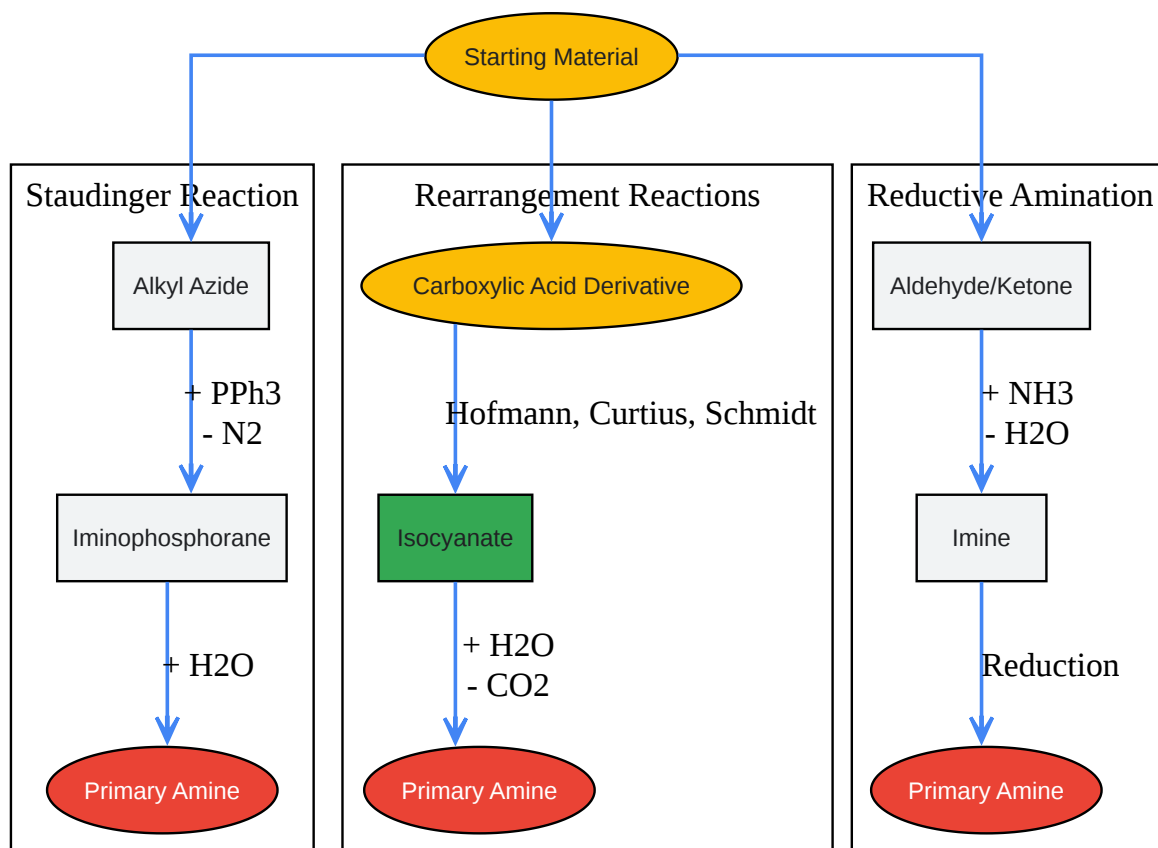 Starting Material
Staudinger Reaction
Alkyl Azide
+ PPh3
- N2
Iminophosphorane
+ H2O
Primary Amine
Rearrangement Reactions
Carboxylic Acid Derivative
Hofmann, Curtius, Schmidt
Isocyanate
+ H2O
- CO2
Primary Amine
Reductive Amination
Aldehyde/Ketone
+ NH3
- H2O
Imine
Reduction
Primary Amine